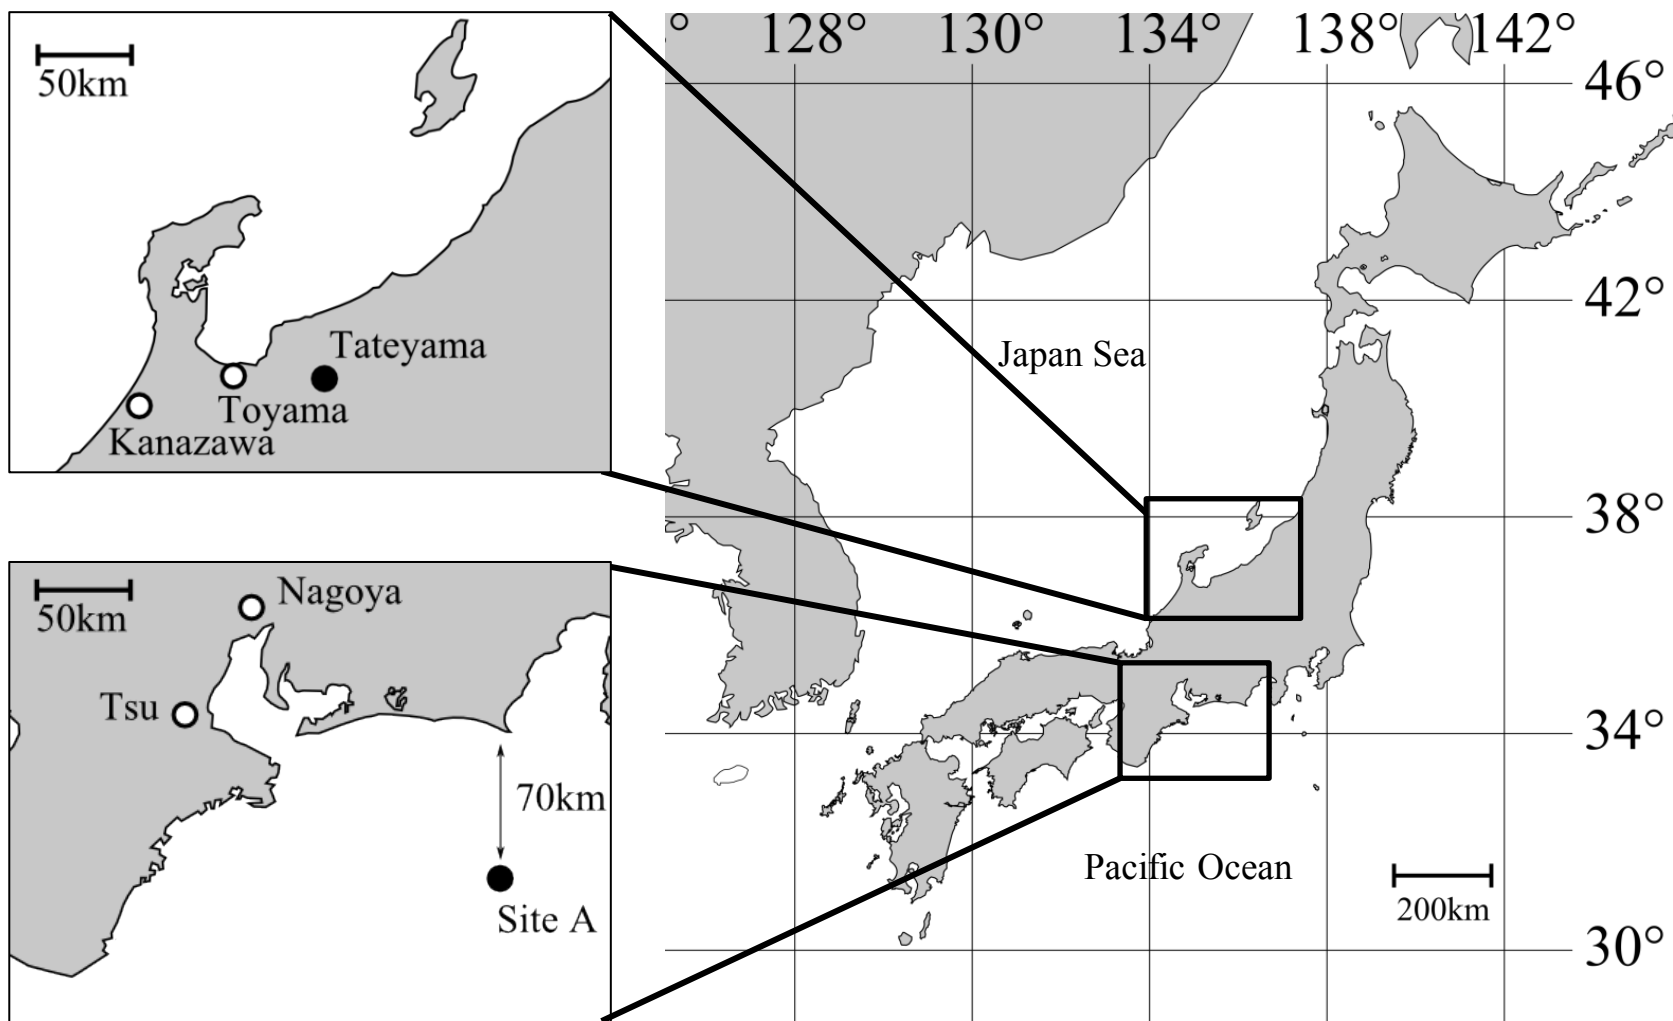 50km
Tateyama
Toyama
Kanazawa
50km
Nagoya
Tsu
70km
Site A
° 128° 130° 134° 138° 142°
46°
42°
Japan Sea
38°
34°
Pacific Ocean
200km
30°